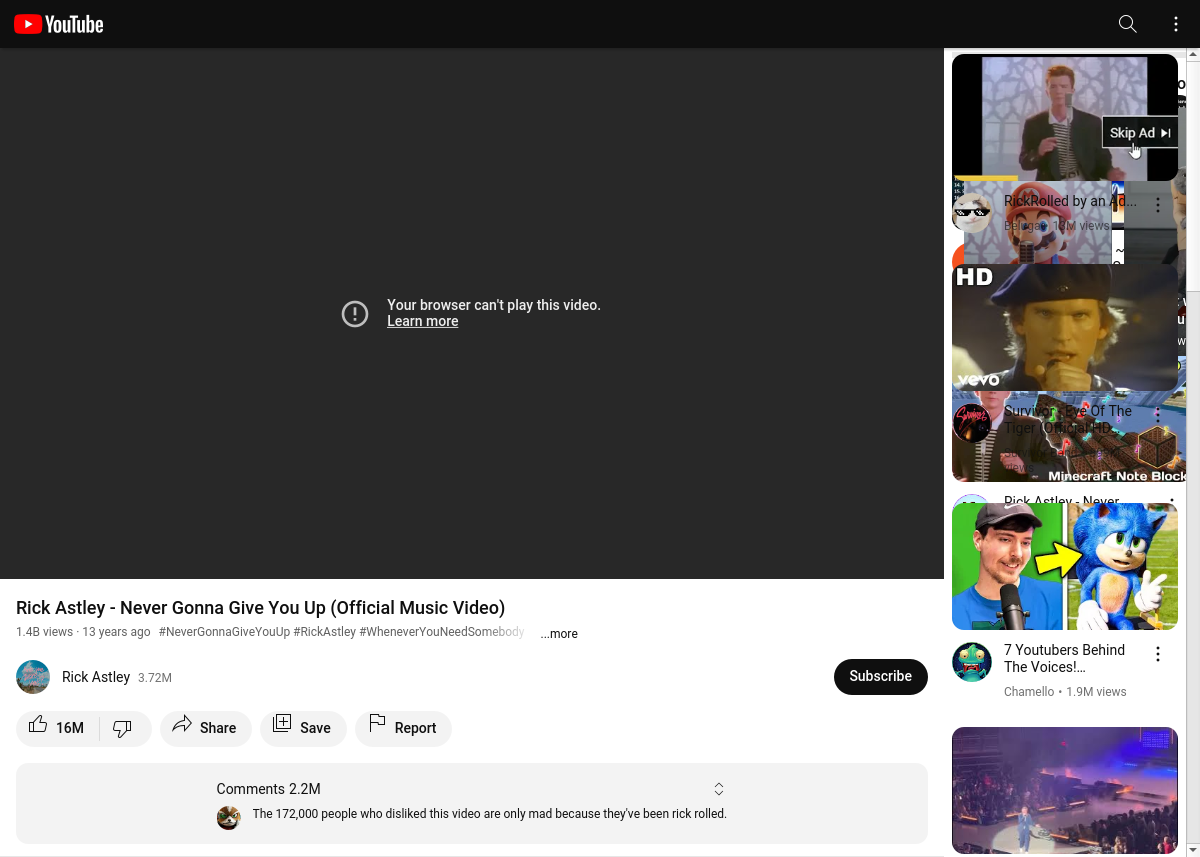 YouTube
Skip Ad
RickRolled by an Ad...
Beluga • 13M views
HD
vevo
Survivor - Eye Of The
Tiger (Official HD
Minecraft Note Block
Rick Astley - Never
Your browser can't play this video.
Learn more
Rick Astley - Never Gonna Give You Up (Official Music Video)
1.4B views · 13 years ago #NeverGonnaGiveYouUp #RickAstley #WheneverYouNeedSomebody ...more
Rick Astley 3.72M
Subscribe
16M Share Save Report
Comments 2.2M
The 172,000 people who disliked this video are only mad because they've been rick rolled.
7 Youtubers Behind
The Voices!…
Chamello • 1.9M views